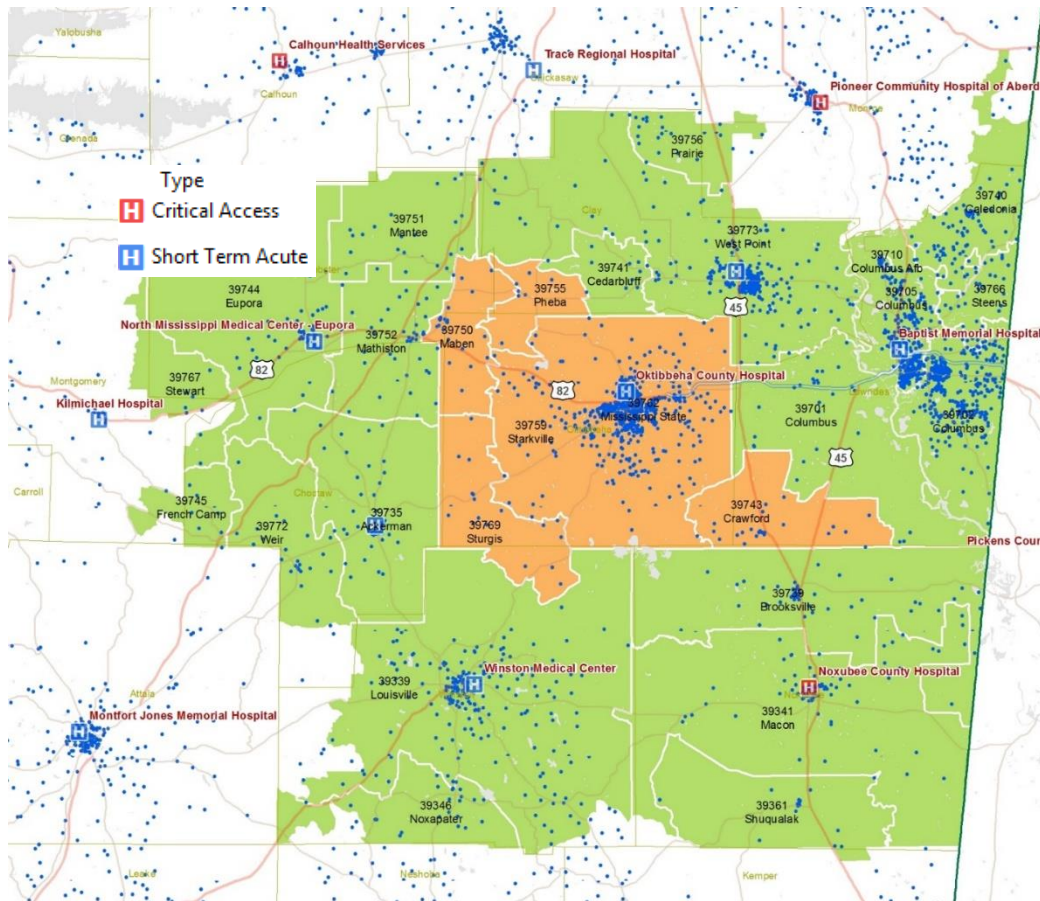 Yalobusha
Calhoun Health Services
Trace Regional Hospital
Calhoun
Pioneer Community Hospital of Aberd
Monroe
Grenada
39756
Prairie
Type
Critical Access
Short Term Acute
39740
Caledonia
39751
Mantee
Clay
39773
West Point
39741
Cedarbluff
39710
Columbus Afb
39744
Eupora
39755
Pheba
39705
Columbus
39766
Steens
45
North Mississippi Medical Center - Eupora
39752
Mathiston
39750
Maben
Baptist Memorial Hospital
82
Montgomery
39767
Stewart
Oktibbeha County Hospital
82
Mississippi State
Lowndes
Kilmichael Hospital
39759
Starkville
39701
Columbus
39702
Columbus
45
Carroll
Choctaw
39745
French Camp
39772
Weir
39735
Ackerman
39769
Sturgis
39743
Crawford
Pickens Coun
39739
Brooksville
Winston Medical Center
Noxubee County Hospital
39339
Louisville
Attala
39341
Macon
Montfort Jones Memorial Hospital
39346
Noxapater
39361
Shuqualak
Leake
Neshoba
Kemper